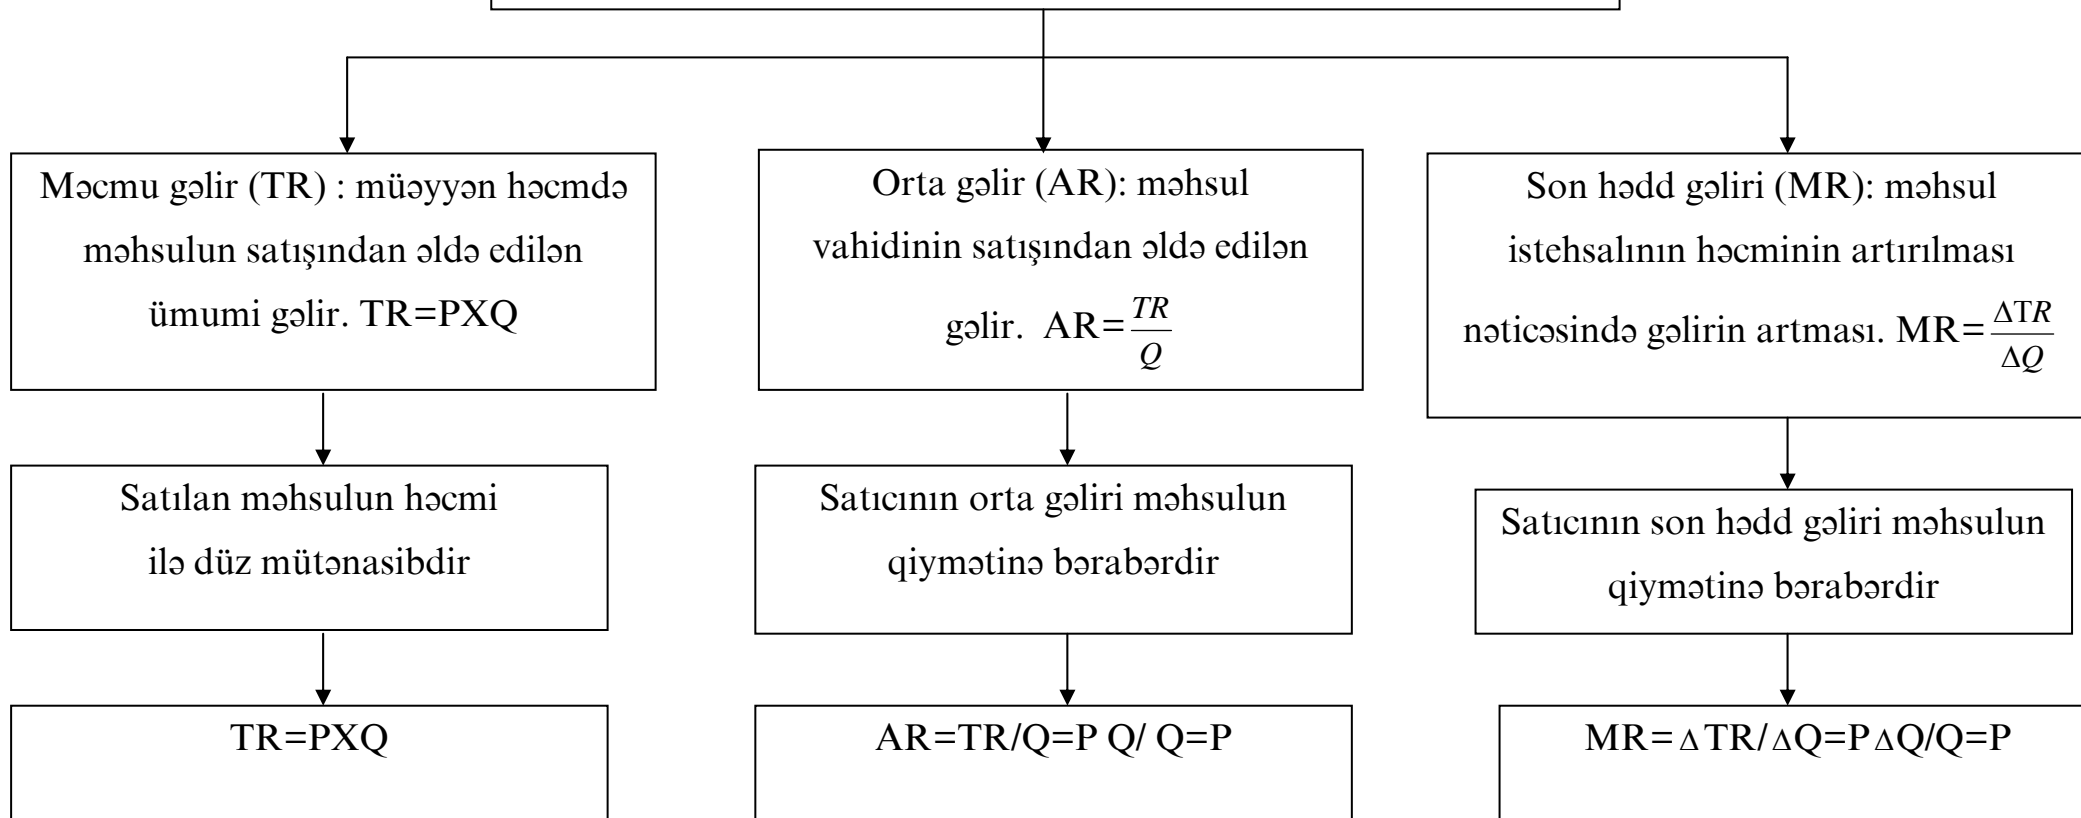 Məcmu gəlir (TR) : müəyyən həcmdə
məhsulun satışından əldə edilən
ümumi gəlir. TR=PXQ
Orta gəlir (AR): məhsul
vahidinin satışından əldə edilən
gəlir. AR=TR/Q
Son hədd gəliri (MR): məhsul
istehsalının həcminin artırılması
nəticəsində gəlirin artması. MR=ΔTR/ΔQ
Satılan məhsulun həcmi
ilə düz mütənasibdir
Satıcının orta gəliri məhsulun
qiymətinə bərabərdir
Satıcının son hədd gəliri məhsulun
qiymətinə bərabərdir
TR=PXQ
AR=TR/Q=P Q/ Q=P
MR=ΔTR/ΔQ=PΔQ/Q=P